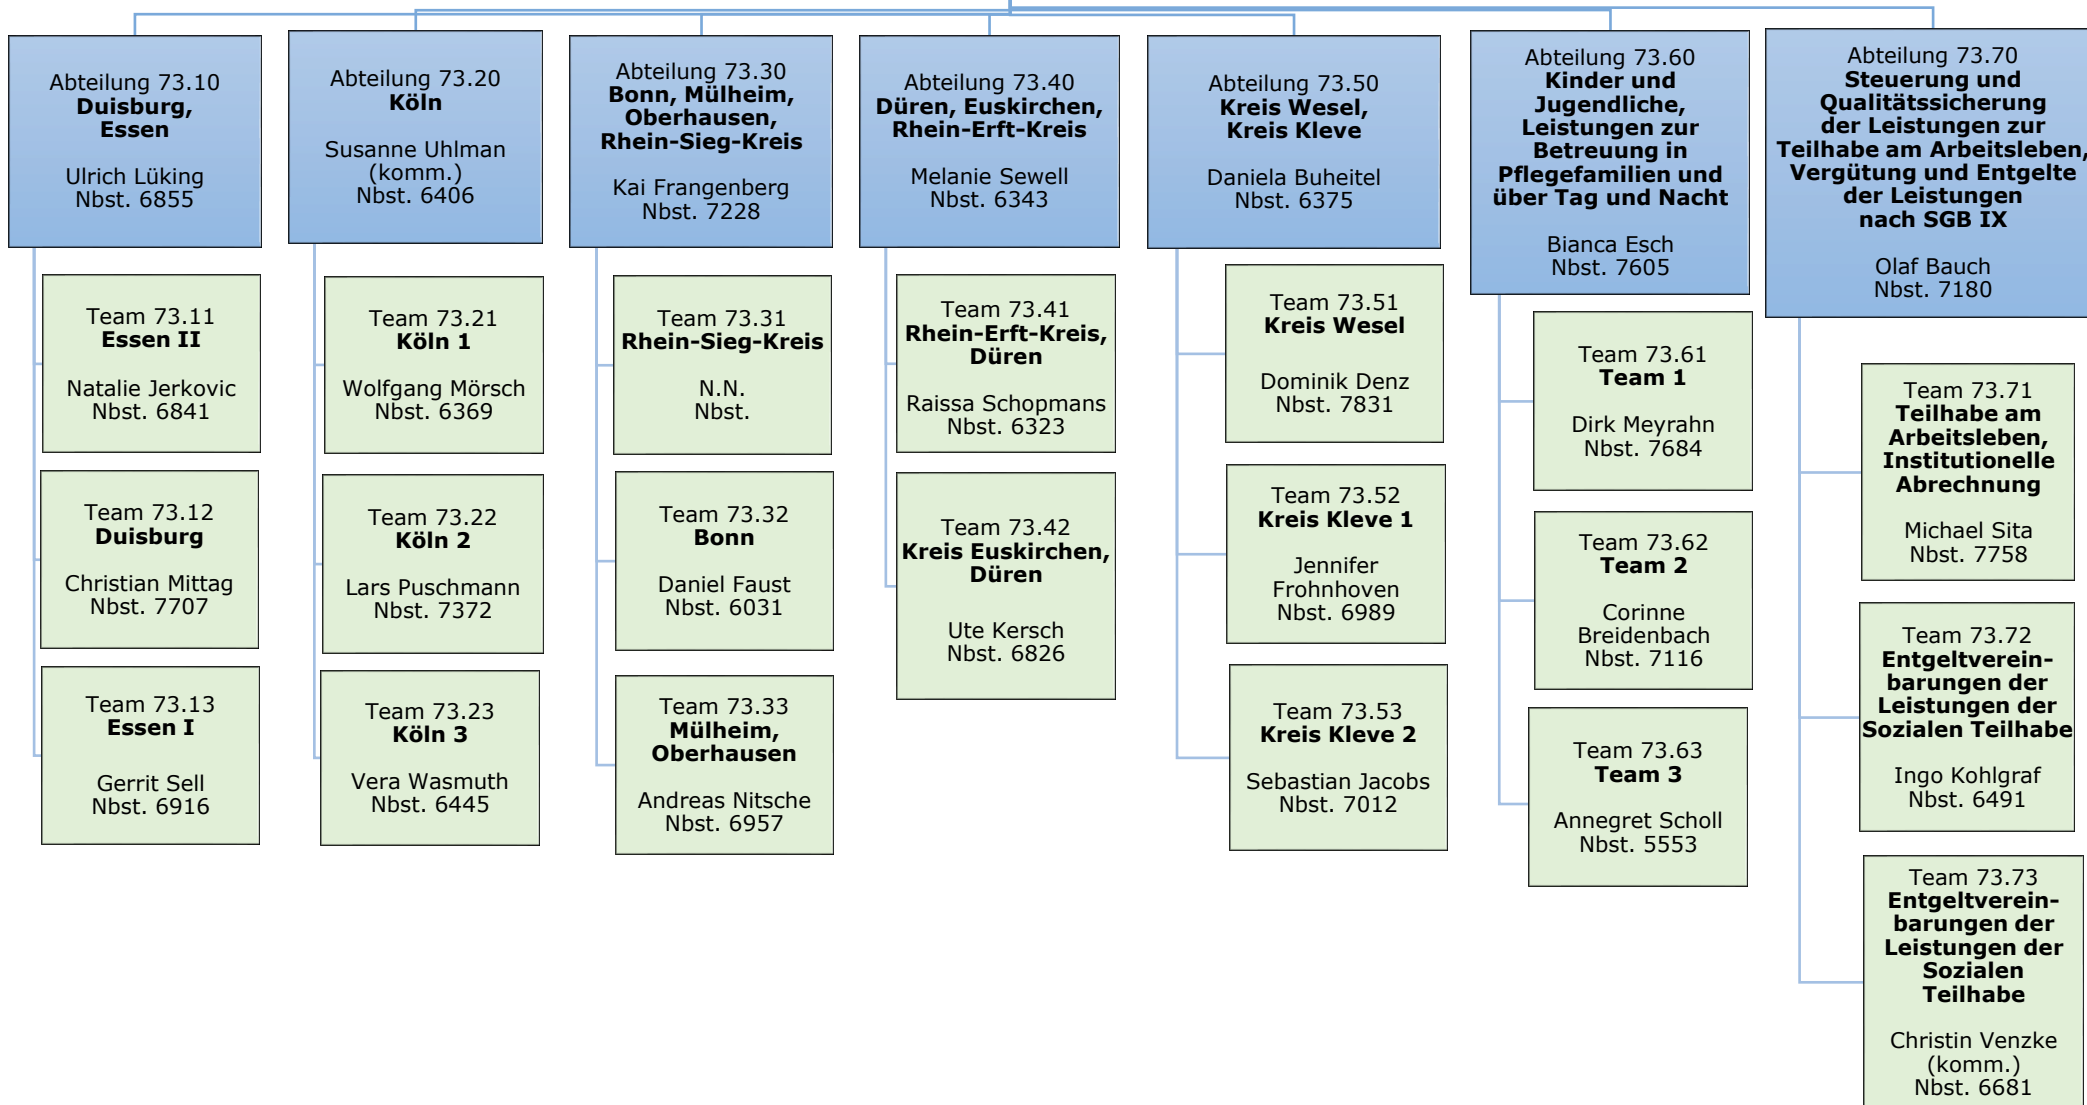 Abteilung 73.10
Duisburg,
Essen
Ulrich Lüking
Nbst. 6855
Team 73.11
Essen II
Natalie Jerkovic
Nbst. 6841
Team 73.12
Duisburg
Christian Mittag
Nbst. 7707
Team 73.13
Essen I
Gerrit Sell
Nbst. 6916
Abteilung 73.20
Köln
Susanne Uhlman
(komm.)
Nbst. 6406
Team 73.21
Köln 1
Wolfgang Mörsch
Nbst. 6369
Team 73.22
Köln 2
Lars Puschmann
Nbst. 7372
Team 73.23
Köln 3
Vera Wasmuth
Nbst. 6445
Abteilung 73.30
Bonn, Mülheim,
Oberhausen,
Rhein-Sieg-Kreis
Kai Frangenberg
Nbst. 7228
Team 73.31
Rhein-Sieg-Kreis
N.N.
Nbst.
Team 73.32
Bonn
Daniel Faust
Nbst. 6031
Team 73.33
Mülheim,
Oberhausen
Andreas Nitsche
Nbst. 6957
Abteilung 73.40
Düren, Euskirchen,
Rhein-Erft-Kreis
Melanie Sewell
Nbst. 6343
Team 73.41
Rhein-Erft-Kreis,
Düren
Raissa Schopmans
Nbst. 6323
Team 73.42
Kreis Euskirchen,
Düren
Ute Kersch
Nbst. 6826
Abteilung 73.50
Kreis Wesel,
Kreis Kleve
Daniela Buheitel
Nbst. 6375
Team 73.51
Kreis Wesel
Dominik Denz
Nbst. 7831
Team 73.52
Kreis Kleve 1
Jennifer
Frohnhoven
Nbst. 6989
Team 73.53
Kreis Kleve 2
Sebastian Jacobs
Nbst. 7012
Abteilung 73.60
Kinder und
Jugendliche,
Leistungen zur
Betreuung in
Pflegefamilien und
über Tag und Nacht
Bianca Esch
Nbst. 7605
Team 73.61
Team 1
Dirk Meyrahn
Nbst. 7684
Team 73.62
Team 2
Corinne
Breidenbach
Nbst. 7116
Team 73.63
Team 3
Annegret Scholl
Nbst. 5553
Abteilung 73.70
Steuerung und
Qualitätssicherung
der Leistungen zur
Teilhabe am Arbeitsleben,
Vergütung und Entgelte
der Leistungen
nach SGB IX
Olaf Bauch
Nbst. 7180
Team 73.71
Teilhabe am
Arbeitsleben,
Institutionelle
Abrechnung
Michael Sita
Nbst. 7758
Team 73.72
Entgeltverein-
barungen der
Leistungen der
Sozialen Teilhabe
Ingo Kohlgraf
Nbst. 6491
Team 73.73
Entgeltverein-
barungen der
Leistungen der
Sozialen
Teilhabe
Christin Venzke
(komm.)
Nbst. 6681